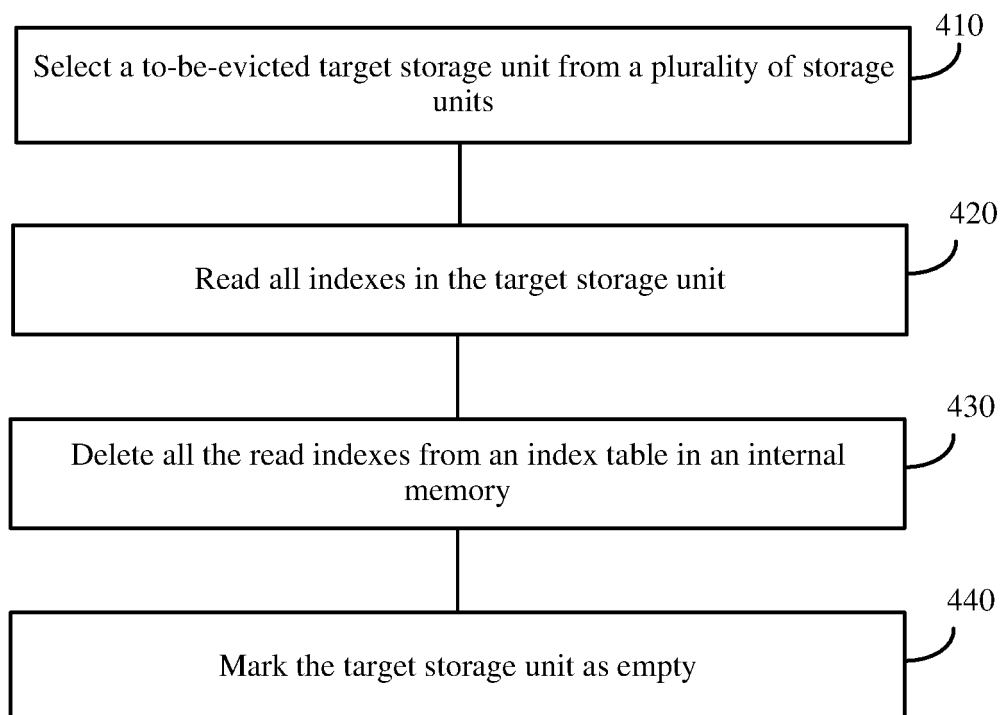 410
Select a to-be-evicted target storage unit from a plurality of storage
units
420
Read all indexes in the target storage unit
430
Delete all the read indexes from an index table in an internal
memory
440
Mark the target storage unit as empty